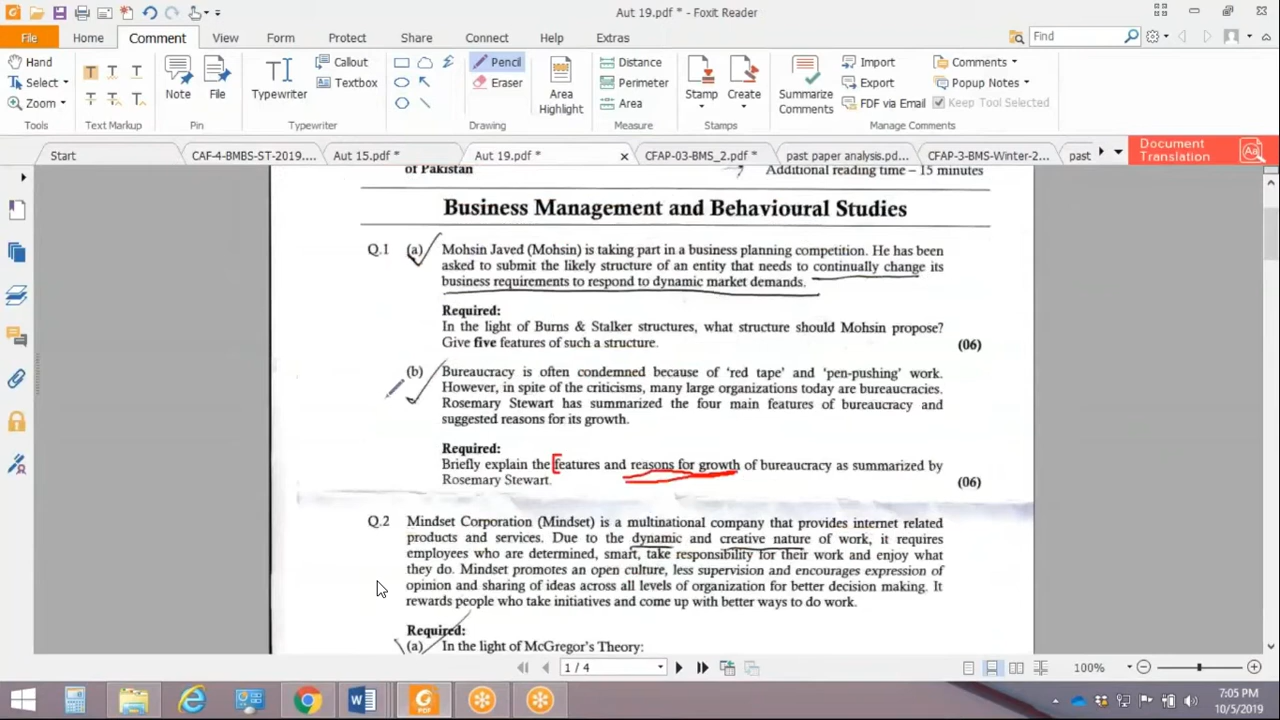 Aut 19.pdf * - Foxit Reader
File Home Comment View Form Protect Share Connect Help Extras Find
Hand Select Zoom Tools
Text Markup
Note File Pin
Typewriter Callout Textbox Typewriter
Pencil Eraser Area Highlight Drawing
Distance Perimeter Area Measure
Stamp Create Stamps
Summarize Comments Import Export FDF via Email Comments Popup Notes Keep Tool Selected Manage Comments
Start CAF-4-BMBS-ST-2019.... Aut 15.pdf * Aut 19.pdf * CFAP-03-BMS_2.pdf * past paper analysis.pd... CFAP-3-BMS-Winter-2... past Document Translation
of Pakistan Additional reading time – 15 minutes
Business Management and Behavioural Studies
Q.1 (a) Mohsin Javed (Mohsin) is taking part in a business planning competition. He has been
asked to submit the likely structure of an entity that needs to continually change its
business requirements to respond to dynamic market demands.
Required:
In the light of Burns & Stalker structures, what structure should Mohsin propose?
Give five features of such a structure. (06)
(b) Bureaucracy is often condemned because of 'red tape' and 'pen-pushing' work.
However, in spite of the criticisms, many large organizations today are bureaucracies.
Rosemary Stewart has summarized the four main features of bureaucracy and
suggested reasons for its growth.
Required:
Briefly explain the features and reasons for growth of bureaucracy as summarized by
Rosemary Stewart. (06)
Q.2 Mindset Corporation (Mindset) is a multinational company that provides internet related
products and services. Due to the dynamic and creative nature of work, it requires
employees who are determined, smart, take responsibility for their work and enjoy what
they do. Mindset promotes an open culture, less supervision and encourages expression of
opinion and sharing of ideas across all levels of organization for better decision making. It
rewards people who take initiatives and come up with better ways to do work.
Required:
(a) In the light of McGregor's Theory:
1 / 4 100%
7:05 PM
10/5/2019